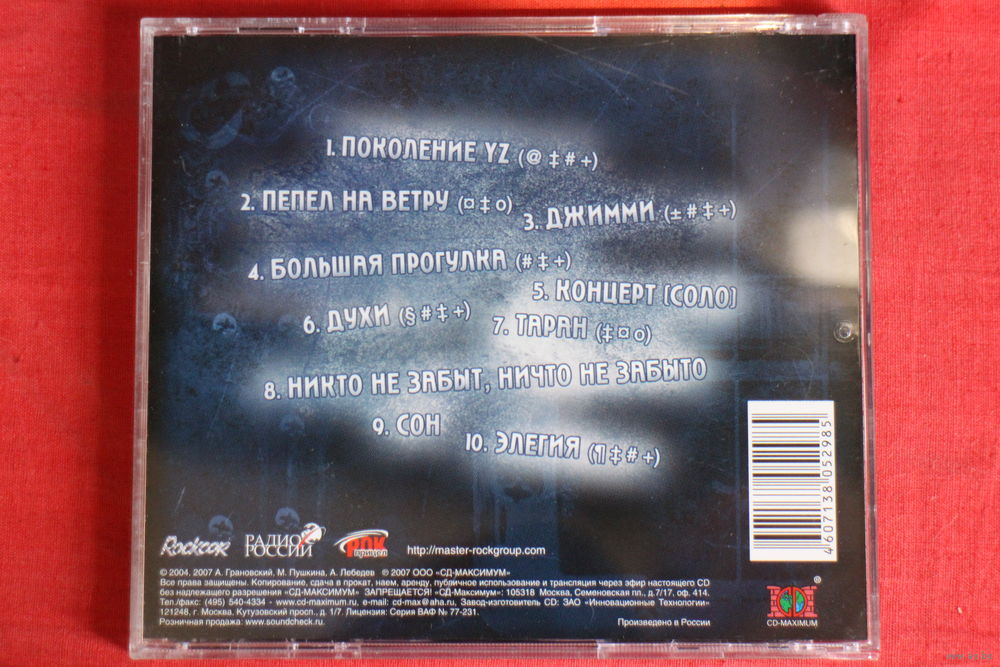 1. ПОКОЛЕНИЕ YZ (@ ‡ # +)
2. ПЕПЕЛ НА ВЕТРУ (¤ ‡ о)
3. ДЖИММИ (± # ‡ +)
4. БОЛЬШАЯ ПРОГУЛКА (# ‡ +)
5. КОНЦЕРТ [СОЛО]
6. ДУХИ (§ # ‡ +)
7. ТАРАН (‡ ¤ о)
8. НИКТО НЕ ЗАБЫТ, НИЧТО НЕ ЗАБЫТО
9. СОН
10. ЭЛЕГИЯ (¶ ‡ # +)
4607138052985
Rockcor
РАДИО РОССИИ
РОК прицел
http://master-rockgroup.com
© 2004, 2007 А. Грановский, М. Пушкина, А. Лебедев ℗ 2007 ООО «СД-МАКСИМУМ»
Все права защищены. Копирование, сдача в прокат, наем, аренду, публичное использование и трансляция через эфир настоящего CD
без надлежащего разрешения «СД-МАКСИМУМ» ЗАПРЕЩАЕТСЯ! «СД-Максимум»: 105318 Москва, Семеновская пл., д.7/17, оф. 414.
Тел./факс: (495) 540-4334 · www.cd-maximum.ru, e-mail: cd-max@aha.ru, Завод-изготовитель CD: ЗАО «Инновационные Технологии»
121248, г. Москва, Кутузовский просп., д. 1/7. Лицензия: Серия ВАФ № 77-231.
Розничная продажа: www.soundcheck.ru.
Произведено в России
®
CD-MAXIMUM